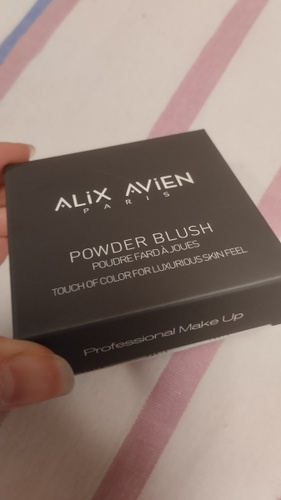 ALiX AViEN
PARIS
POWDER BLUSH
POUDRE FARD À JOUES
TOUCH OF COLOR FOR LUXURIOUS SKIN FEEL
Professional Make Up